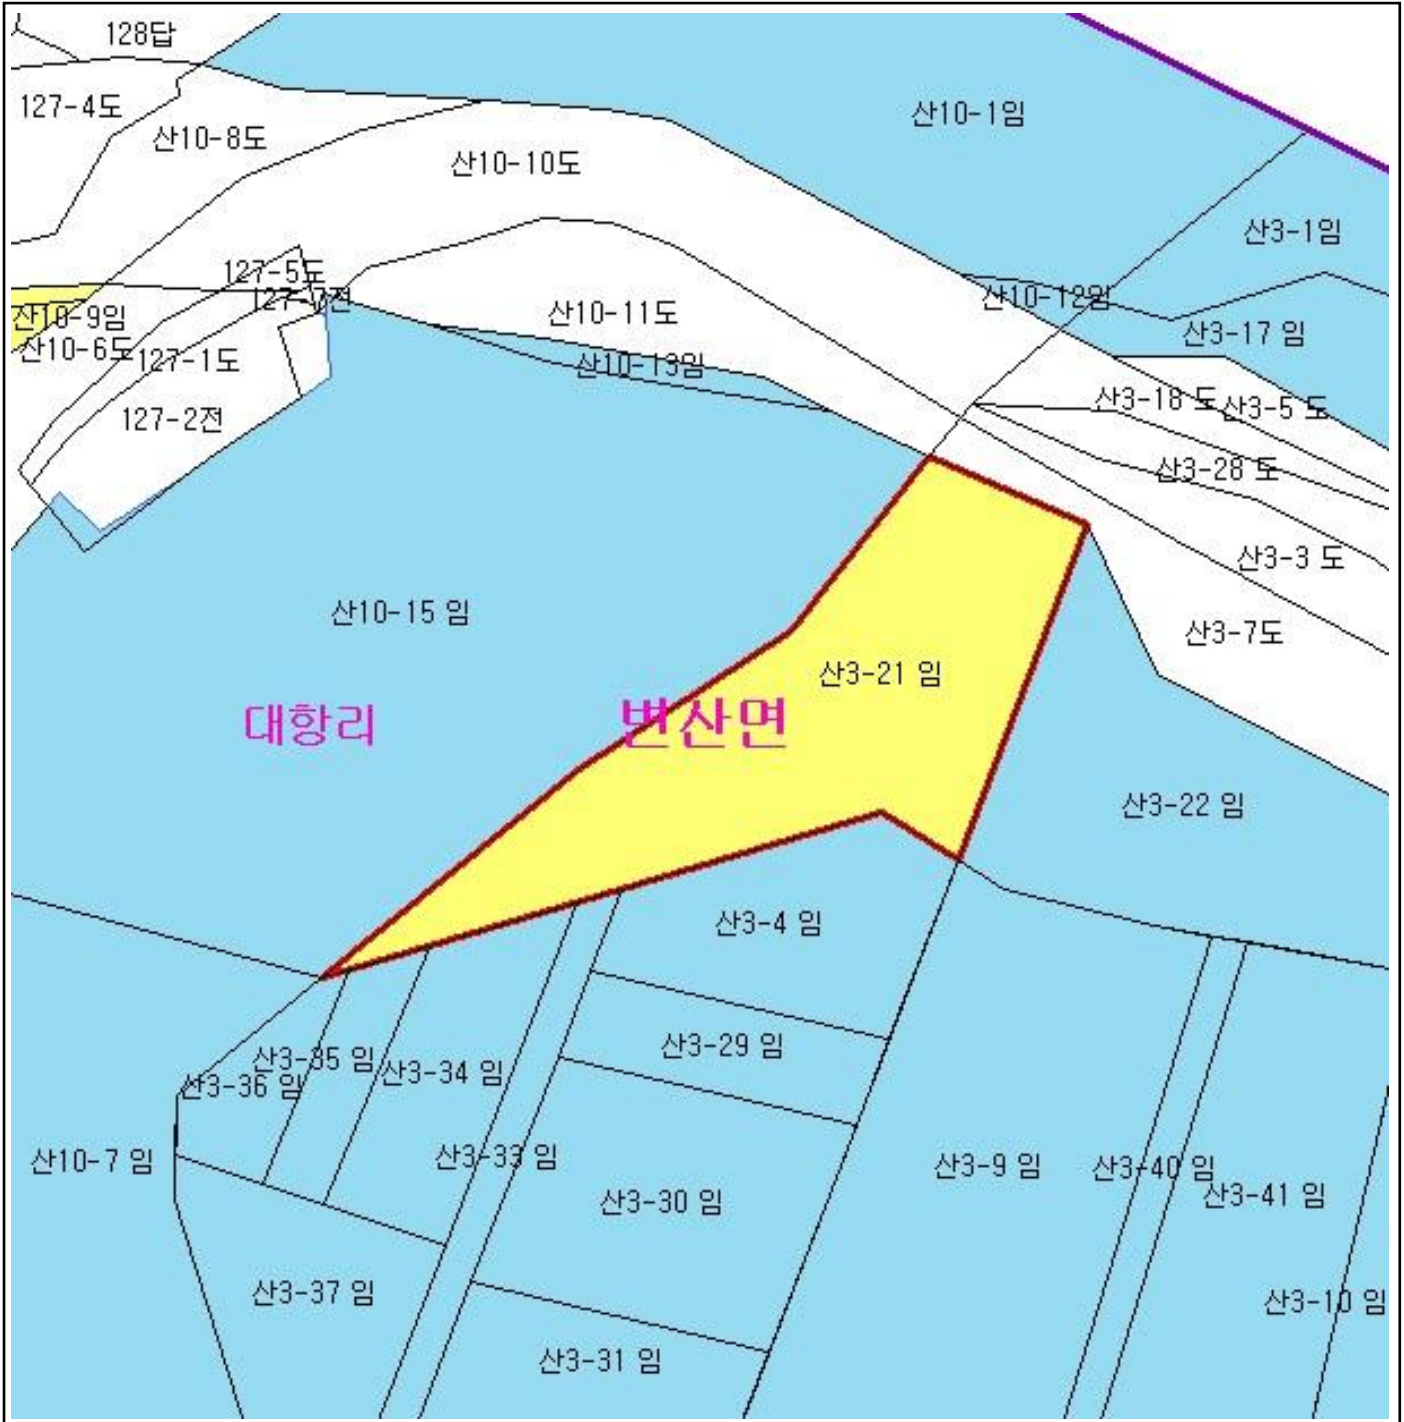 128답
127-4도
산10-8도
산10-1임
산10-10도
산3-1임
127-5도
127-7전
산10-12임
산10-9임
산10-11도
산3-17 임
산10-6도
127-1도
산10-13임
산3-18 도
산3-5 도
127-2전
산3-28 도
산3-3 도
산10-15 임
산3-7도
산3-21 임
대항리
변산면
산3-22 임
산3-4 임
산3-29 임
산3-35 임
산3-34 임
산3-36 임
산10-7 임
산3-33 임
산3-9 임
산3-40 임
산3-30 임
산3-41 임
산3-37 임
산3-10 임
산3-31 임